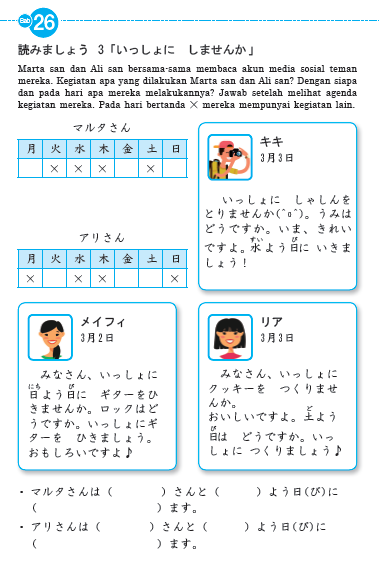 Bab 26
読みましょう 3「いっしょに しませんか」
Marta san dan Ali san bersama-sama membaca akun media sosial teman
mereka. Kegiatan apa yang dilakukan Marta san dan Ali san? Dengan siapa
dan pada hari apa mereka melakukannya? Jawab setelah melihat agenda
kegiatan mereka. Pada hari bertanda × mereka mempunyai kegiatan lain.
マルタさん
月 火 水 木 金 土 日
× × × ×
アリさん
月 火 水 木 金 土 日
× × × ×
キキ
3月3日
いっしょに しゃしんを
とりませんか(^o^)。うみは
どうですか。いま、きれい
すい び
ですよ。水よう日に いきま
しょう！
メイフィ
3月2日
みなさん、いっしょに
にち び
日よう日に ギターをひ
きませんか。ロックはど
うですか。いっしょにギ
ターを ひきましょう。
おもしろいですよ♪
リア
3月3日
みなさん、いっしょに
クッキーを つくりませ
んか。
ど
おいしいですよ。土よう
び
日は どうですか。いっ
しょに つくりましょう♪
・ マルタさんは（ ）さんと（ ）よう日(び)に
（ ）ます。
・ アリさんは（ ）さんと（ ）よう日(び)に
（ ）ます。